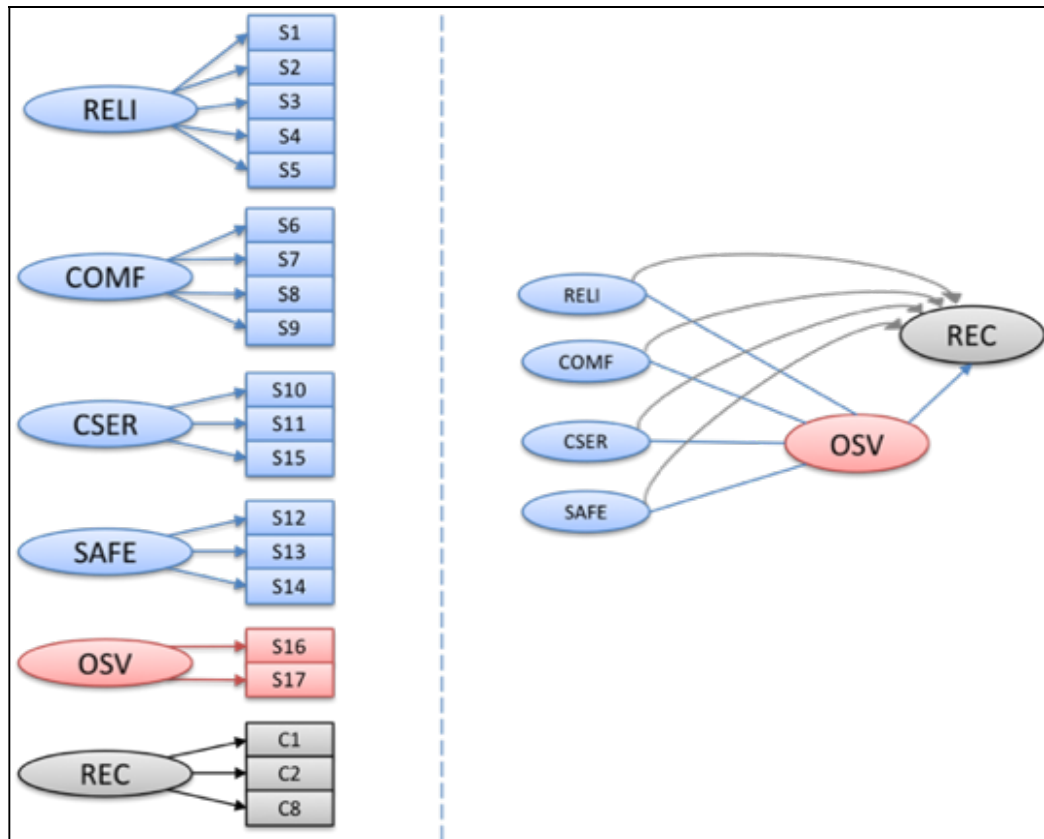 RELI
S1
S2
S3
S4
S5
COMF
S6
S7
S8
S9
CSER
S10
S11
S15
SAFE
S12
S13
S14
OSV
S16
S17
REC
C1
C2
C8
RELI
COMF
CSER
SAFE
OSV
REC